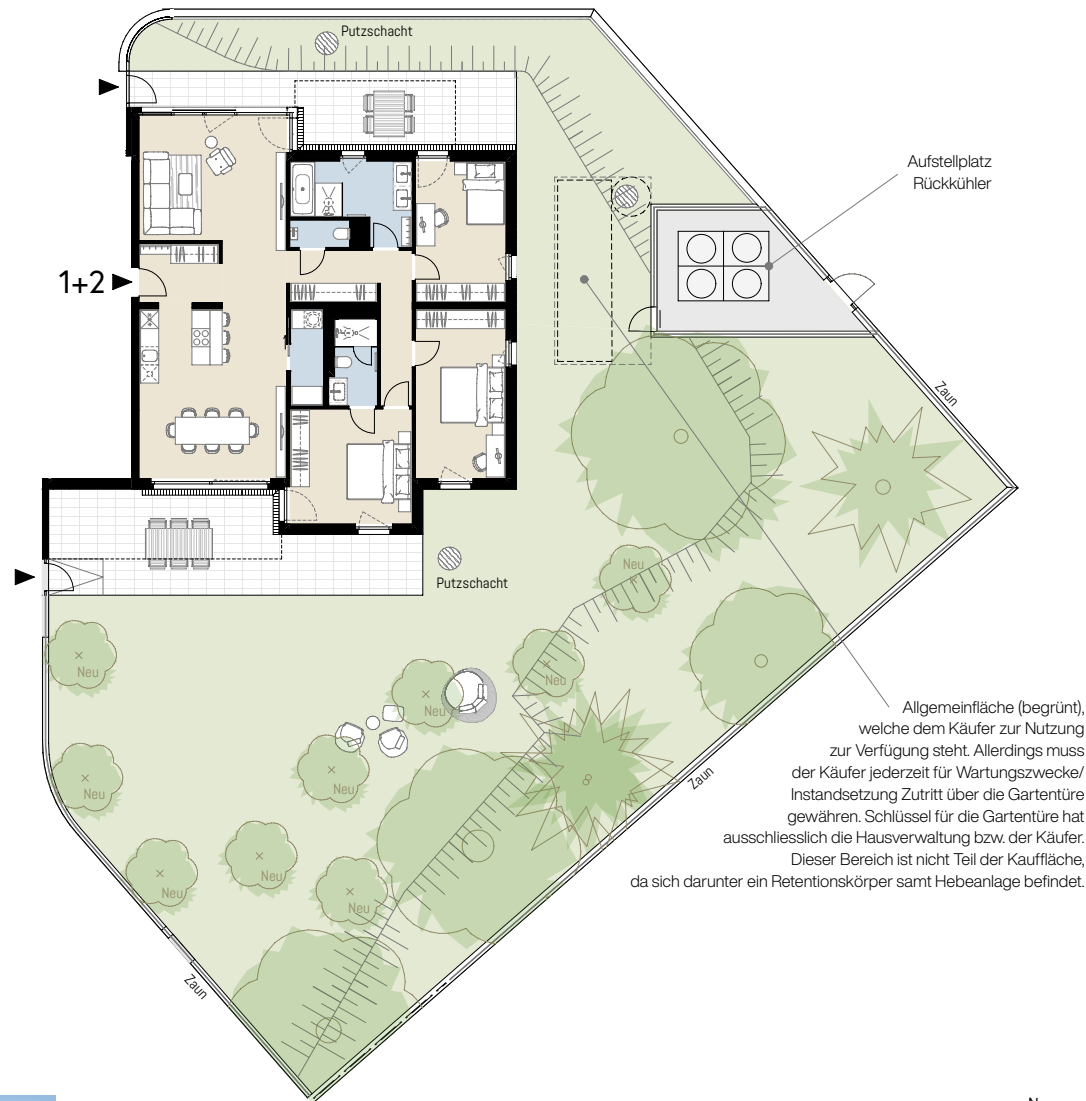 Putzschacht
Aufstellplatz
Rückkühler
1+2
Zaun
Putzschacht
Neu
Neu
Neu
Neu
Allgemeinfläche (begrünt),
welche dem Käufer zur Nutzung
zur Verfügung steht. Allerdings muss
der Käufer jederzeit für Wartungszwecke/
Instandsetzung Zutritt über die Gartentüre
gewähren. Schlüssel für die Gartentüre hat
ausschliesslich die Hausverwaltung bzw. der Käufer.
Dieser Bereich ist nicht Teil der Kauffläche,
da sich darunter ein Retentionskörper samt Hebeanlage befindet.
Zaun
Neu
Neu
Neu
Neu
Neu
Zaun
N